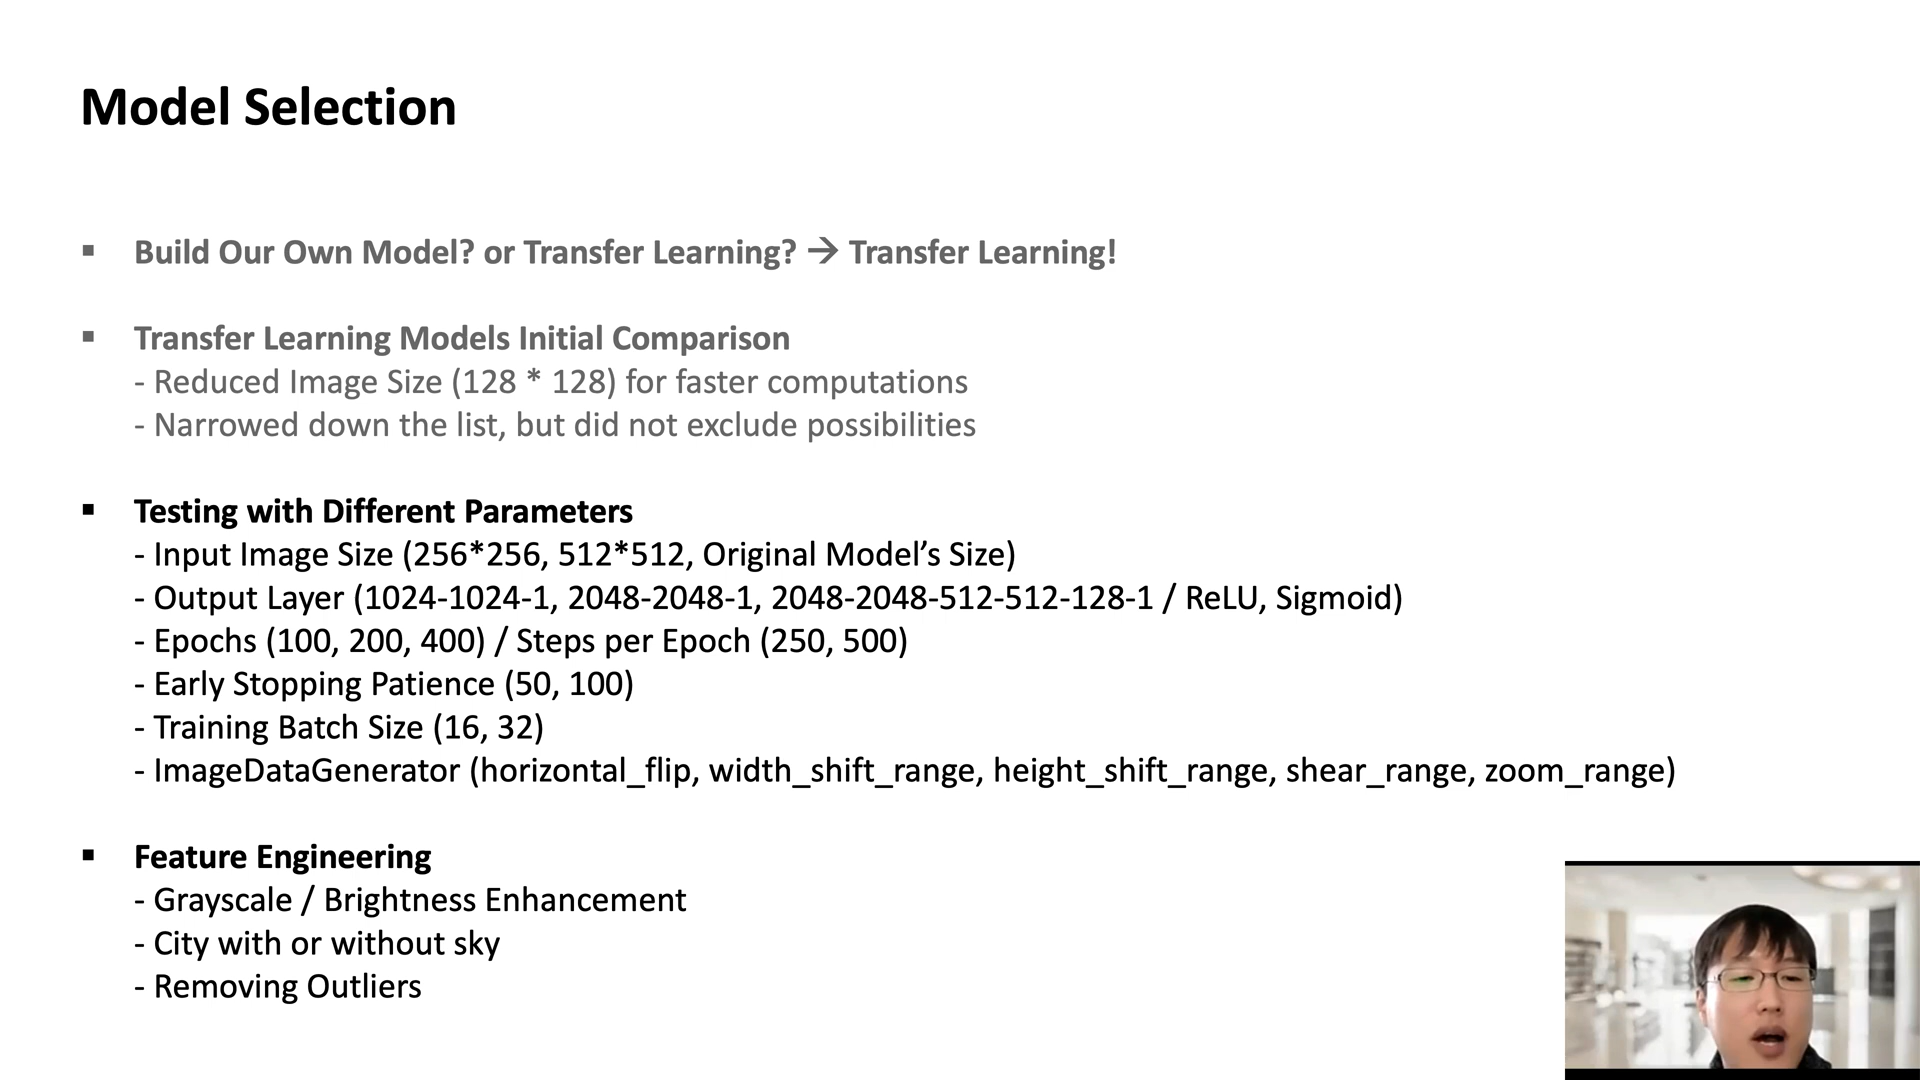 Model Selection
▪ Build Our Own Model? or Transfer Learning? → Transfer Learning!
▪ Transfer Learning Models Initial Comparison
- Reduced Image Size (128 * 128) for faster computations
- Narrowed down the list, but did not exclude possibilities
▪ Testing with Different Parameters
- Input Image Size (256*256, 512*512, Original Model’s Size)
- Output Layer (1024-1024-1, 2048-2048-1, 2048-2048-512-512-128-1 / ReLU, Sigmoid)
- Epochs (100, 200, 400) / Steps per Epoch (250, 500)
- Early Stopping Patience (50, 100)
- Training Batch Size (16, 32)
- ImageDataGenerator (horizontal_flip, width_shift_range, height_shift_range, shear_range, zoom_range)
▪ Feature Engineering
- Grayscale / Brightness Enhancement
- City with or without sky
- Removing Outliers